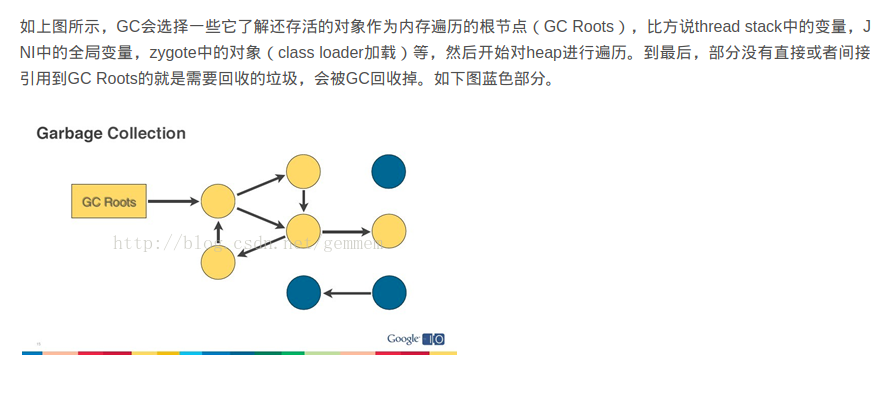 如上图所示，GC会选择一些它了解还存活的对象作为内存遍历的根节点（GC Roots），比方说thread stack中的变量，J
NI中的全局变量，zygote中的对象（class loader加载）等，然后开始对heap进行遍历。到最后，部分没有直接或者间接
引用到GC Roots的就是需要回收的垃圾，会被GC回收掉。如下图蓝色部分。
Garbage Collection
GC Roots
http://blog.csdn.net/gemmem
Google IO